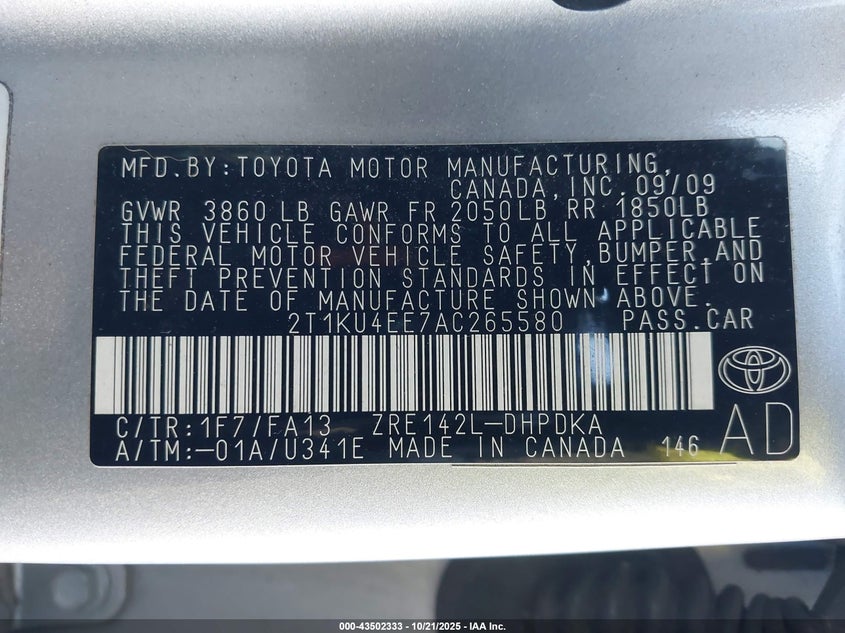 MFD.BY:TOYOTA MOTOR MANUFACTURING,
CANADA,INC.09/09
GVWR 3860LB GAWR FR 2050LB RR 1850LB
THIS VEHICLE CONFORMS TO ALL APPLICABLE
FEDERAL MOTOR VEHICLE SAFETY,BUMPER,AND
THEFT PREVENTION STANDARDS IN EFFECT ON
THE DATE OF MANUFACTURE SHOWN ABOVE.
2T1KU4EE7AC265580 PASS.CAR
C/TR:1F7/FA13 ZRE142L-DHPDKA
A/TM:-01A/U341E MADE IN CANADA 146
AD
000-43502333 | 10/21/2025 - IAA Inc.